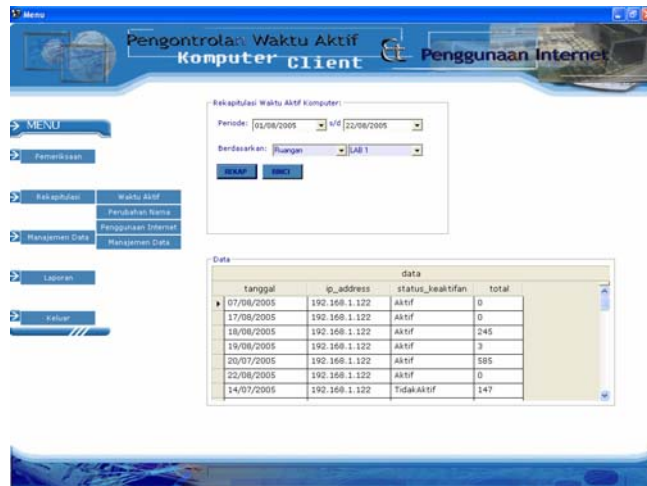 Menu
Pengontrolan Waktu Aktif
Komputer Client & Penggunaan Internet
Rekapitulasi Waktu Aktif Komputer:
Periode: 01/08/2005 s/d 22/08/2005
Berdasarkan: Ruangan LAB 1
REKAP RINCI
MENU
Pemeriksaan
Rekapitulasi
Waktu Aktif
Perubahan Nama
Penggunaan Internet
Manajemen Data
Manajemen Data
Laporan
Keluar
Data
data
tanggal ip_address status_keaktifan total
07/08/2005 192.168.1.122 Aktif 0
17/08/2005 192.168.1.122 Aktif 0
18/08/2005 192.168.1.122 Aktif 245
19/08/2005 192.168.1.122 Aktif 3
20/07/2005 192.168.1.122 Aktif 585
22/08/2005 192.168.1.122 Aktif 0
14/07/2005 192.168.1.122 TidakAktif 147